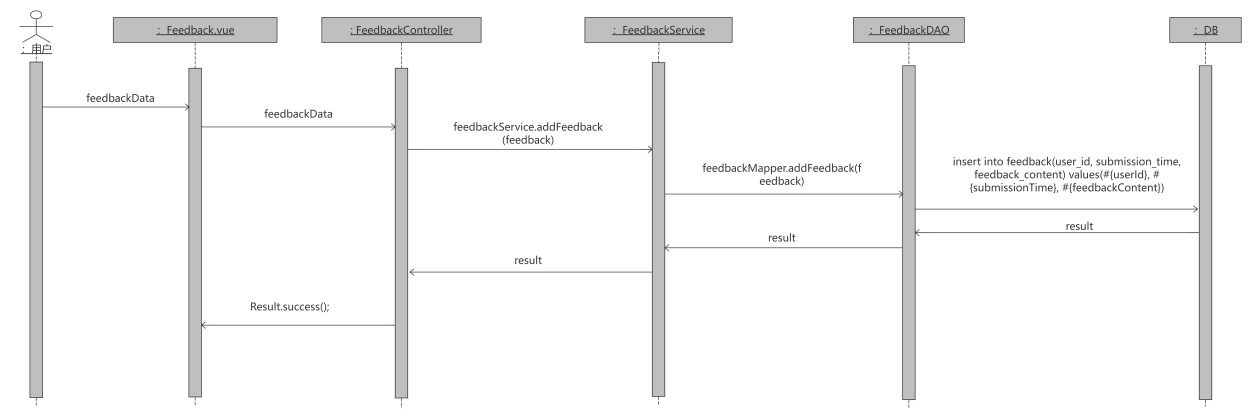 : 用户
: Feedback.vue
: FeedbackController
: FeedbackService
: FeedbackDAO
: DB
feedbackData
feedbackData
feedbackService.addFeedback
(feedback)
feedbackMapper.addFeedback(f
eedback)
insert into feedback(user_id, submission_time,
feedback_content) values(#{userId}, #
{submissionTime}, #{feedbackContent})
result
result
result
Result.success();